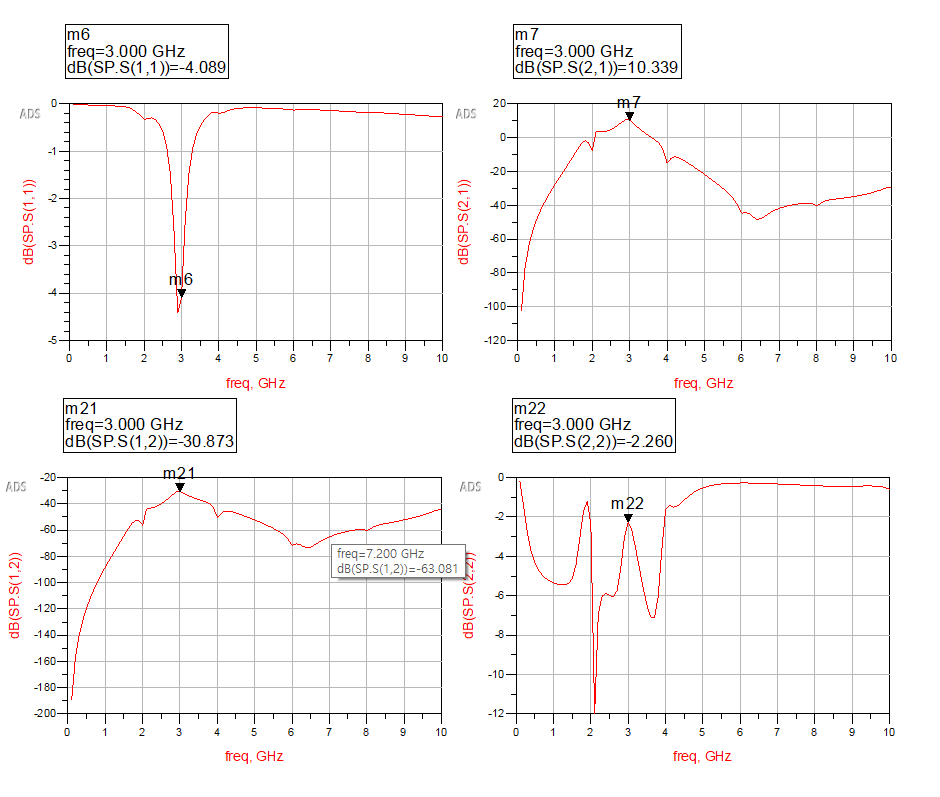 m6
freq=3.000 GHz
dB(SP.S(1,1))=-4.089
m7
freq=3.000 GHz
dB(SP.S(2,1))=10.339
ADS
dB(SP.S(1,1))
0
-1
-2
-3
-4
-5
m6
0 1 2 3 4 5 6 7 8 9 10
freq, GHz
ADS
dB(SP.S(2,1))
20
0
-20
-40
-60
-80
-100
-120
m7
0 1 2 3 4 5 6 7 8 9 10
freq, GHz
m21
freq=3.000 GHz
dB(SP.S(1,2))=-30.873
m22
freq=3.000 GHz
dB(SP.S(2,2))=-2.260
ADS
dB(SP.S(1,2))
-20
-40
-60
-80
-100
-120
-140
-160
-180
-200
m21
freq=7.200 GHz
dB(SP.S(1,2))=-63.081
0 1 2 3 4 5 6 7 8 9 10
freq, GHz
ADS
dB(SP.S(2,2))
0
-2
-4
-6
-8
-10
-12
m22
0 1 2 3 4 5 6 7 8 9 10
freq, GHz